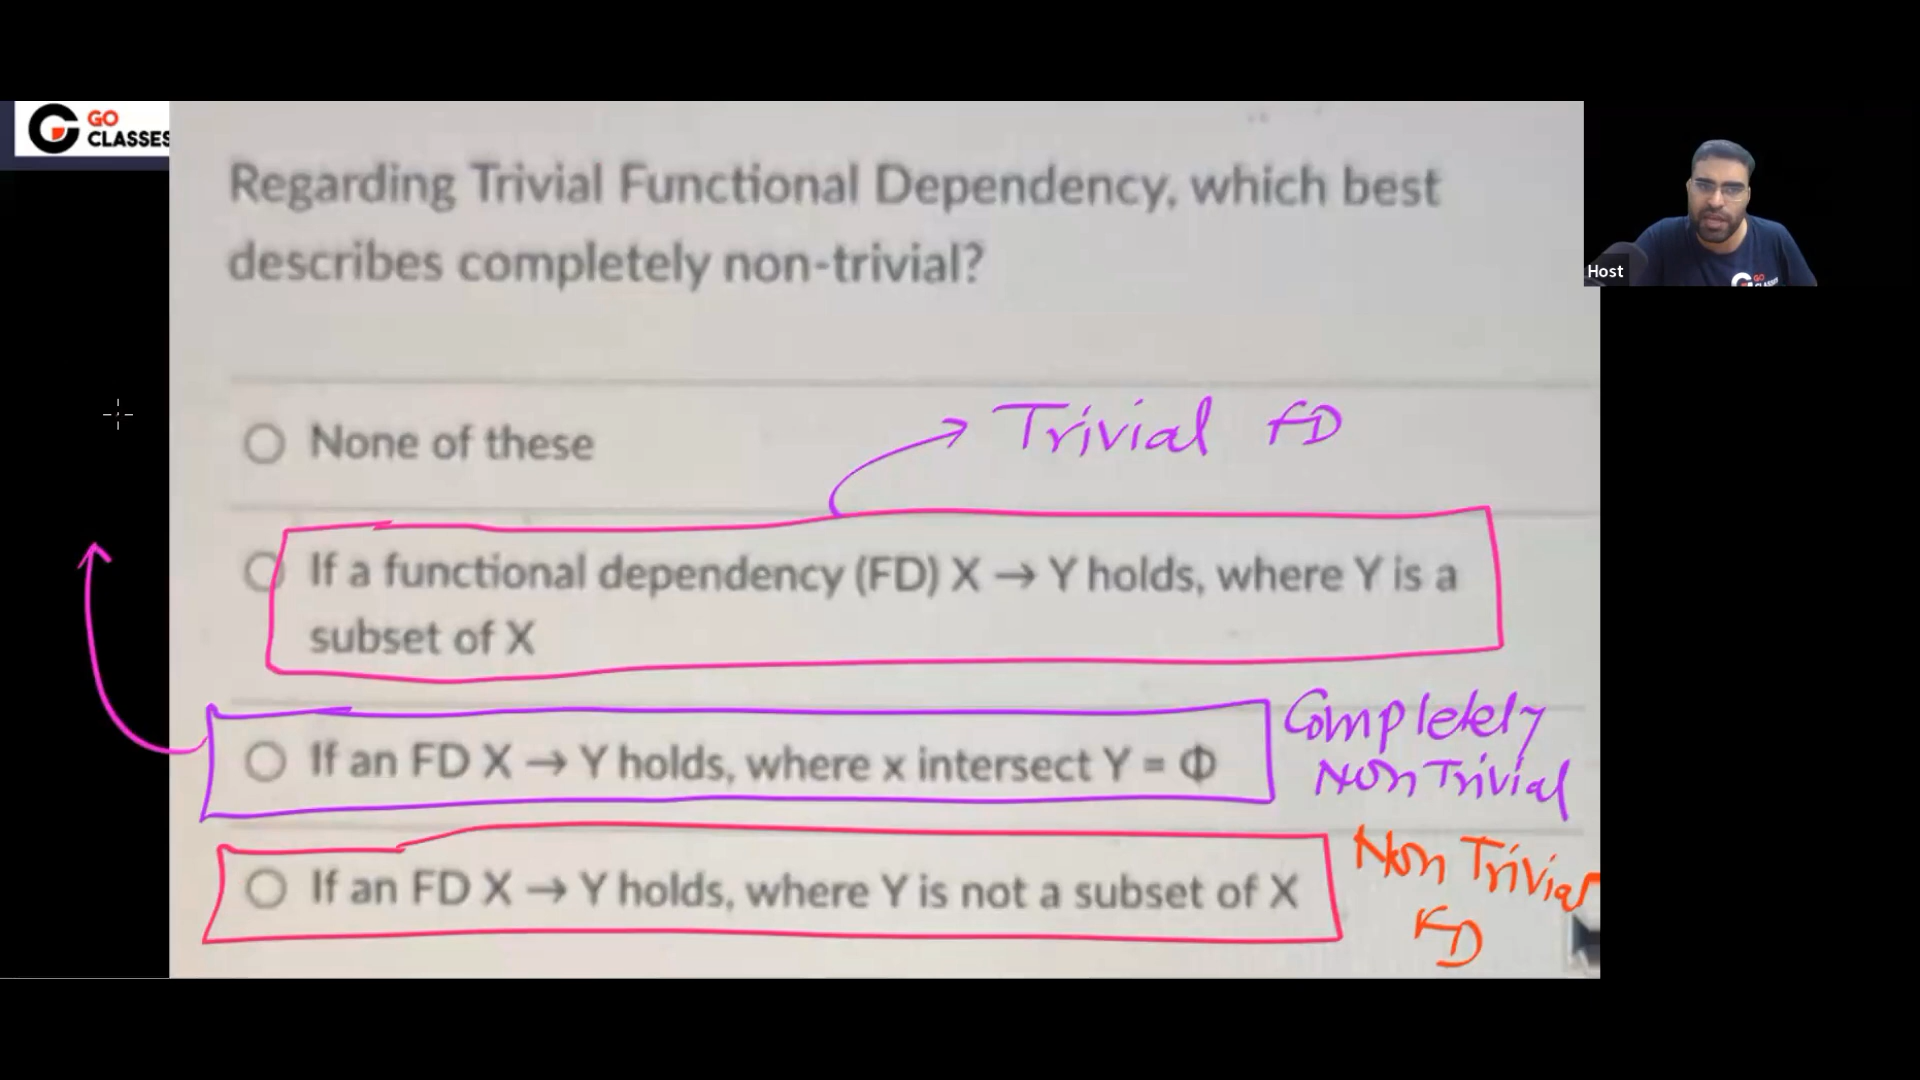 GO
CLASSES
Regarding Trivial Functional Dependency, which best
describes completely non-trivial?
Host
None of these
Trivial FD
If a functional dependency (FD) X → Y holds, where Y is a
subset of X
If an FD X → Y holds, where x intersect Y = Φ
Completely
Non Trivial
If an FD X → Y holds, where Y is not a subset of X
Non Trivial
FD